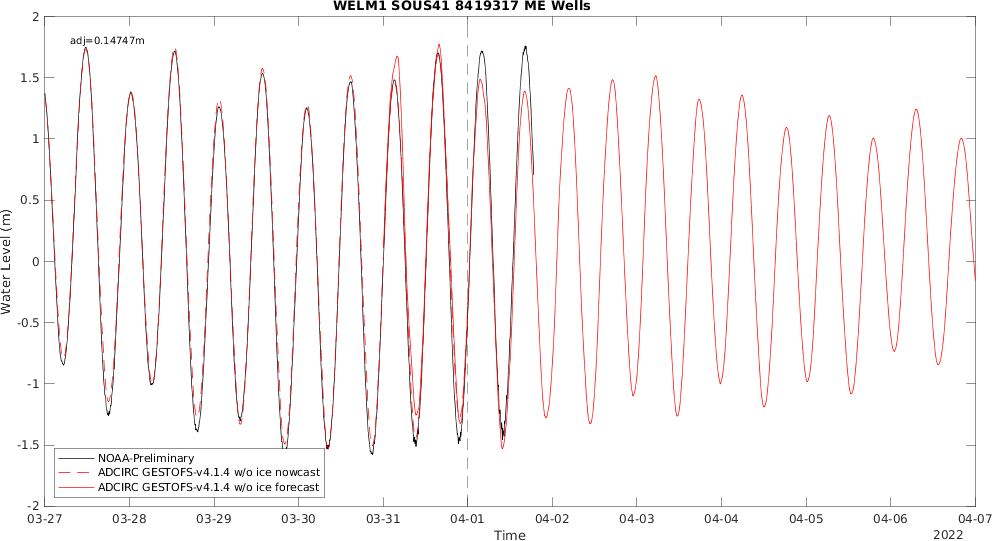 WELM1 SOUS41 8419317 ME Wells
adj=0.14747m
2
1.5
1
0.5
0
-0.5
-1
-1.5
-2
Water Level (m)
NOAA-Preliminary
ADCIRC GESTOFS-v4.1.4 w/o ice nowcast
ADCIRC GESTOFS-v4.1.4 w/o ice forecast
03-27 03-28 03-29 03-30 03-31 04-01 04-02 04-03 04-04 04-05 04-06 04-07
Time
2022